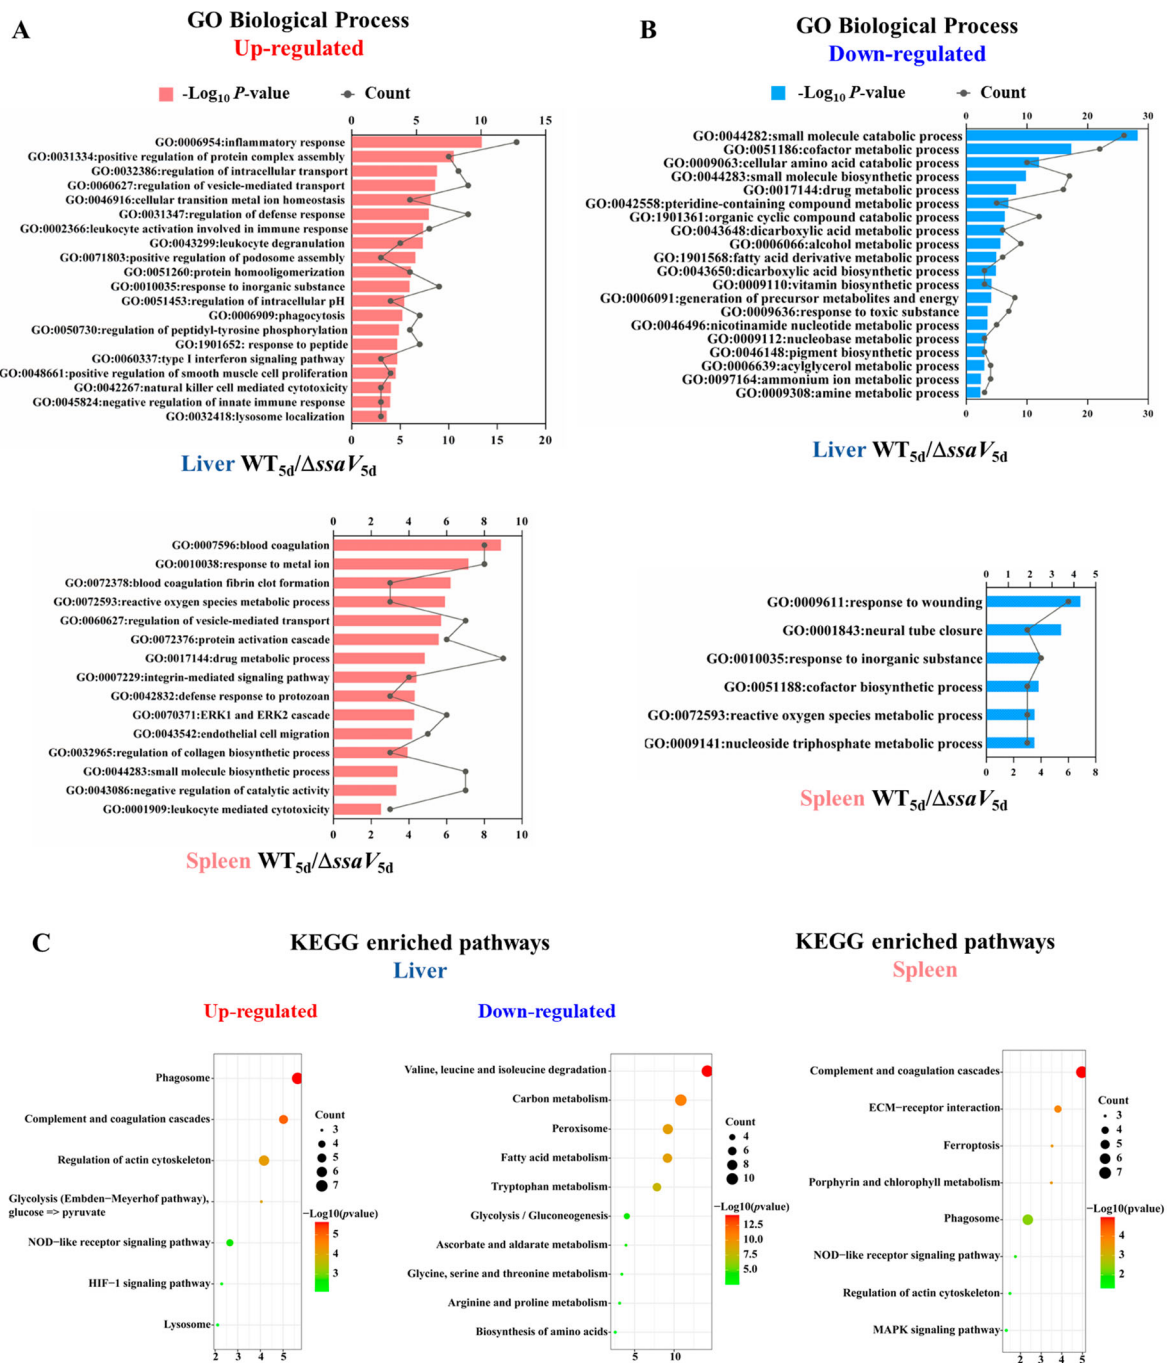 A
GO Biological Process
Up-regulated
-Log10 P-value Count
0 5 10 15
GO:0006954:inflammatory response
GO:0031334:positive regulation of protein complex assembly
GO:0032386:regulation of intracellular transport
GO:0060627:regulation of vesicle-mediated transport
GO:0046916:cellular transition metal ion homeostasis
GO:0031347:regulation of defense response
GO:0002366:leukocyte activation involved in immune response
GO:0043299:leukocyte degranulation
GO:0071803:positive regulation of podosome assembly
GO:0051260:protein homooligomerization
GO:0010035:response to inorganic substance
GO:0051453:regulation of intracellular pH
GO:0006909:phagocytosis
GO:0050730:regulation of peptidyl-tyrosine phosphorylation
GO:1901652: response to peptide
GO:0060337:type I interferon signaling pathway
GO:0048661:positive regulation of smooth muscle cell proliferation
GO:0042267:natural killer cell mediated cytotoxicity
GO:0045824:negative regulation of innate immune response
GO:0032418:lysosome localization
0 5 10 15 20
Liver WT5d/ΔssaV5d
B
GO Biological Process
Down-regulated
-Log10 P-value Count
0 10 20 30
GO:0044282:small molecule catabolic process
GO:0051186:cofactor metabolic process
GO:0009063:cellular amino acid catabolic process
GO:0044283:small molecule biosynthetic process
GO:0017144:drug metabolic process
GO:0042558:pteridine-containing compound metabolic process
GO:1901361:organic cyclic compound catabolic process
GO:0043648:dicarboxylic acid metabolic process
GO:0006066:alcohol metabolic process
GO:1901568:fatty acid derivative metabolic process
GO:0043650:dicarboxylic acid biosynthetic process
GO:0009110:vitamin biosynthetic process
GO:0006091:generation of precursor metabolites and energy
GO:0009636:response to toxic substance
GO:0046496:nicotinamide nucleotide metabolic process
GO:0009112:nucleobase metabolic process
GO:0046148:pigment biosynthetic process
GO:0006639:acylglycerol metabolic process
GO:0097164:ammonium ion metabolic process
GO:0009308:amine metabolic process
0 10 20 30
Liver WT5d/ΔssaV5d
0 2 4 6 8 10
GO:0007596:blood coagulation
GO:0010038:response to metal ion
GO:0072378:blood coagulation fibrin clot formation
GO:0072593:reactive oxygen species metabolic process
GO:0060627:regulation of vesicle-mediated transport
GO:0072376:protein activation cascade
GO:0017144:drug metabolic process
GO:0007229:integrin-mediated signaling pathway
GO:0042832:defense response to protozoan
GO:0070371:ERK1 and ERK2 cascade
GO:0043542:endothelial cell migration
GO:0032965:regulation of collagen biosynthetic process
GO:0044283:small molecule biosynthetic process
GO:0043086:negative regulation of catalytic activity
GO:0001909:leukocyte mediated cytotoxicity
0 2 4 6 8 10
Spleen WT5d/ΔssaV5d
0 1 2 3 4 5
GO:0009611:response to wounding
GO:0001843:neural tube closure
GO:0010035:response to inorganic substance
GO:0051188:cofactor biosynthetic process
GO:0072593:reactive oxygen species metabolic process
GO:0009141:nucleoside triphosphate metabolic process
0 2 4 6 8
Spleen WT5d/ΔssaV5d
C
KEGG enriched pathways
Liver
Up-regulated
Phagosome
Complement and coagulation cascades
Regulation of actin cytoskeleton
Glycolysis (Embden−Meyerhof pathway),
glucose => pyruvate
NOD−like receptor signaling pathway
HIF−1 signaling pathway
Lysosome
2 3 4 5
Count
3
4
5
6
7
−Log10(pvalue)
5
4
3
Down-regulated
Valine, leucine and isoleucine degradation
Carbon metabolism
Peroxisome
Fatty acid metabolism
Tryptophan metabolism
Glycolysis / Gluconeogenesis
Ascorbate and aldarate metabolism
Glycine, serine and threonine metabolism
Arginine and proline metabolism
Biosynthesis of amino acids
5 10
Count
4
6
8
10
−Log10(pvalue)
12.5
10.0
7.5
5.0
KEGG enriched pathways
Spleen
Complement and coagulation cascades
ECM−receptor interaction
Ferroptosis
Porphyrin and chlorophyll metabolism
Phagosome
NOD−like receptor signaling pathway
Regulation of actin cytoskeleton
MAPK signaling pathway
2 3 4 5
Count
3
4
5
6
7
−Log10(pvalue)
4
3
2